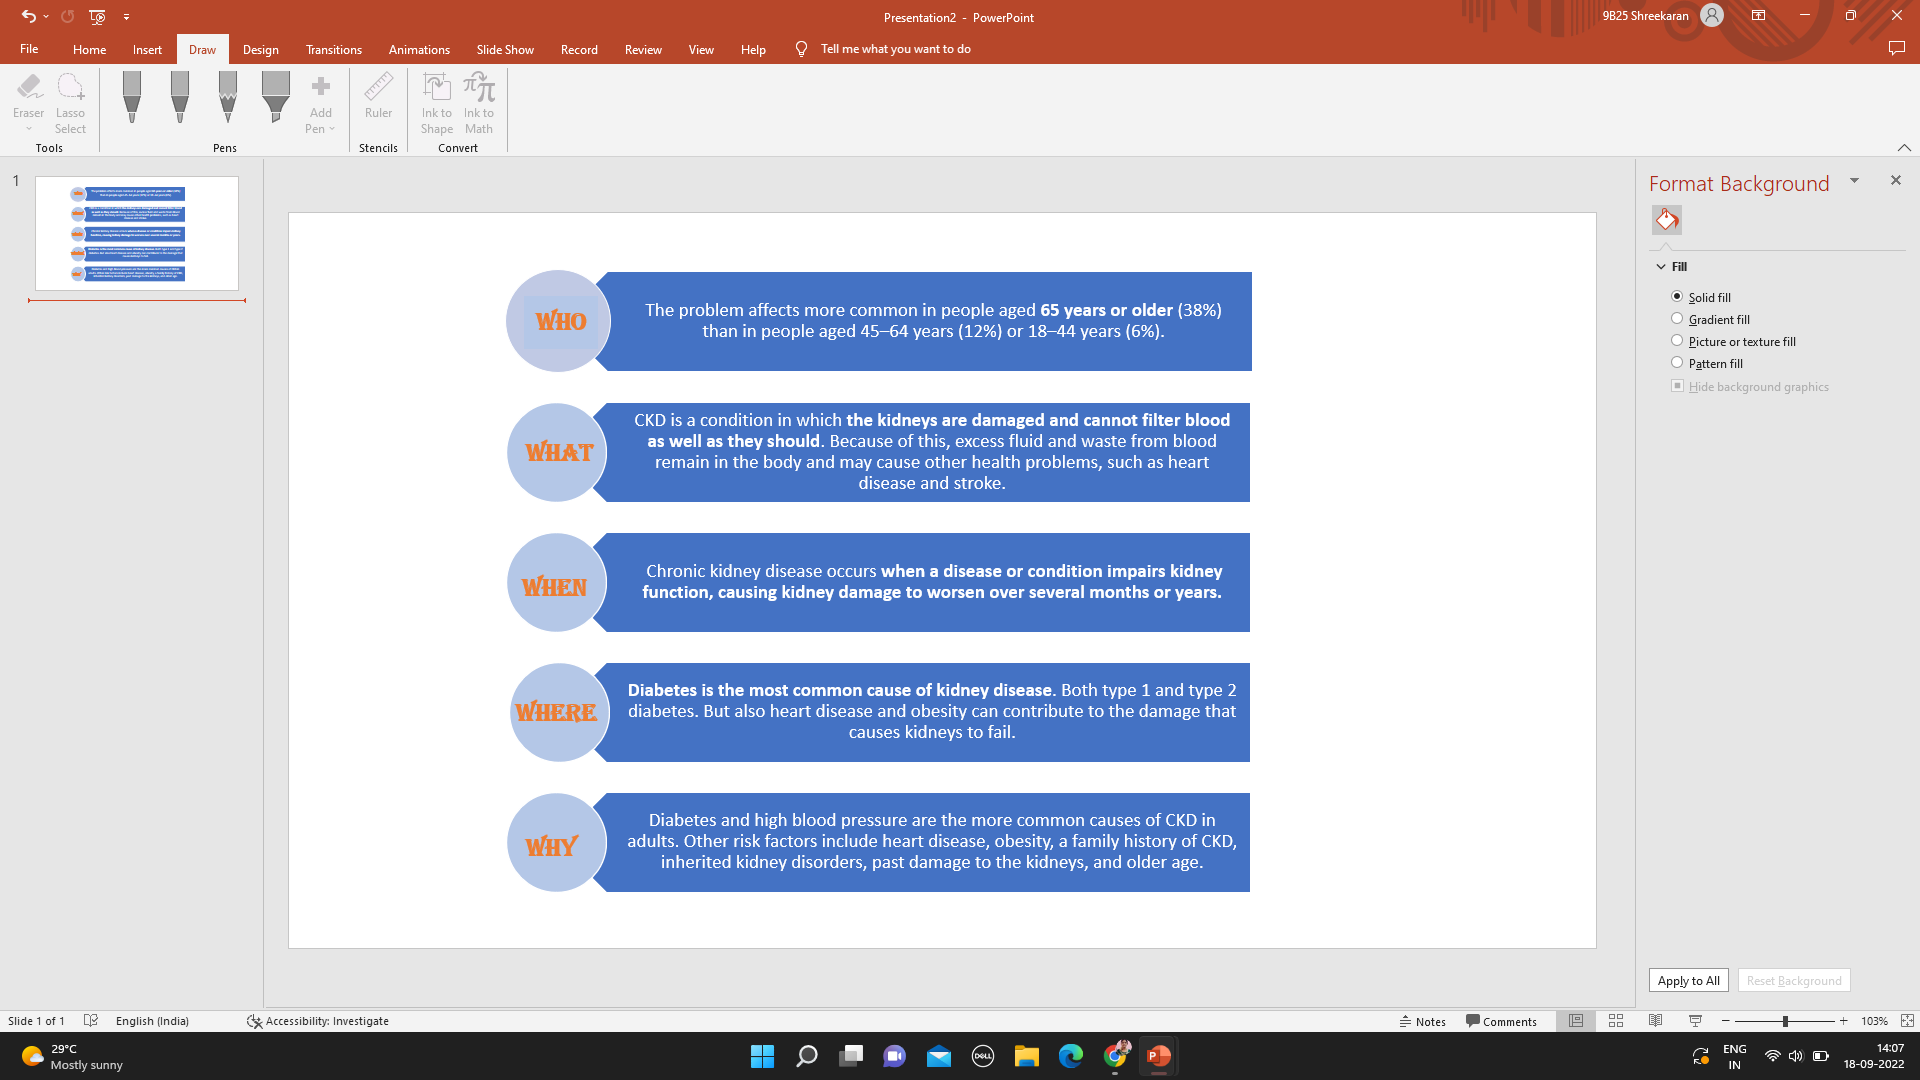 Presentation2 - PowerPoint
9B25 Shreekaran
File Home Insert Draw Design Transitions Animations Slide Show Record Review View Help Tell me what you want to do
Eraser
Lasso
Select
Add
Pen
Ruler
Ink to
Shape
Ink to
Math
Tools
Pens
Stencils
Convert
1
WHO
The problem affects more common in people aged 65 years or older (38%)
than in people aged 45–64 years (12%) or 18–44 years (6%).
WHAT
CKD is a condition in which the kidneys are damaged and cannot filter blood
as well as they should. Because of this, excess fluid and waste from blood
remain in the body and may cause other health problems, such as heart
disease and stroke.
WHEN
Chronic kidney disease occurs when a disease or condition impairs kidney
function, causing kidney damage to worsen over several months or years.
WHERE
Diabetes is the most common cause of kidney disease. Both type 1 and type 2
diabetes. But also heart disease and obesity can contribute to the damage that
causes kidneys to fail.
WHY
Diabetes and high blood pressure are the more common causes of CKD in
adults. Other risk factors include heart disease, obesity, a family history of CKD,
inherited kidney disorders, past damage to the kidneys, and older age.
Format Background
Fill
Solid fill
Gradient fill
Picture or texture fill
Pattern fill
Hide background graphics
Apply to All
Reset Background
Slide 1 of 1
English (India)
Accessibility: Investigate
Notes
Comments
103%
29°C
Mostly sunny
DELL
ENG
IN
14:07
18-09-2022